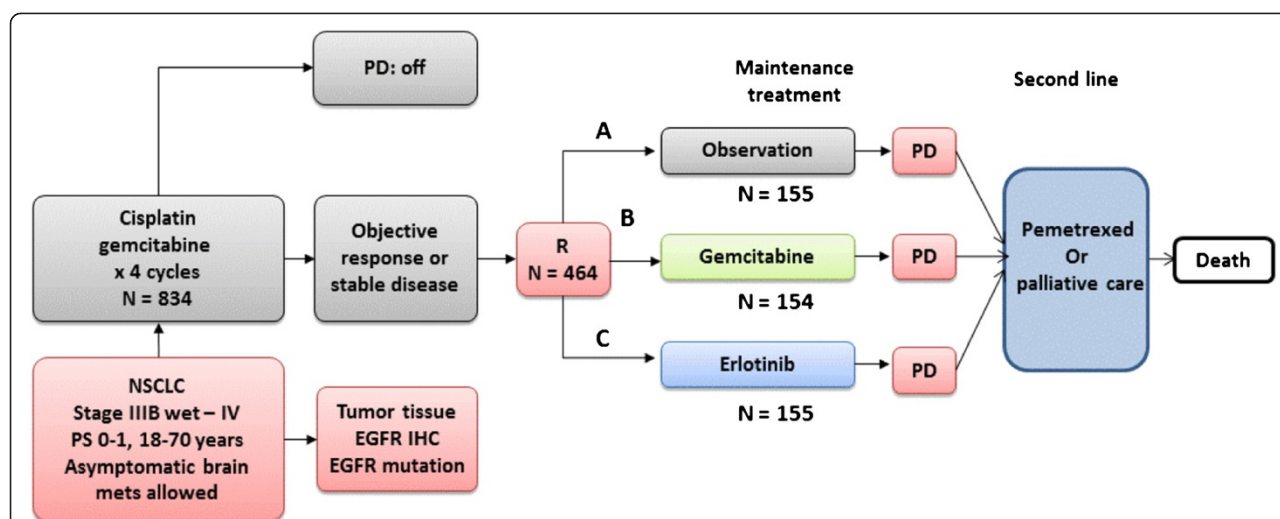 PD: off
Maintenance
treatment
Second line
A
Observation
PD
N = 155
Cisplatin
gemcitabine
x 4 cycles
N = 834
Objective
response or
stable disease
R
N = 464
B
Gemcitabine
PD
N = 154
Pemetrexed
Or
palliative care
Death
C
Erlotinib
PD
N = 155
NSCLC
Stage IIIB wet – IV
PS 0-1, 18-70 years
Asymptomatic brain
mets allowed
Tumor tissue
EGFR IHC
EGFR mutation